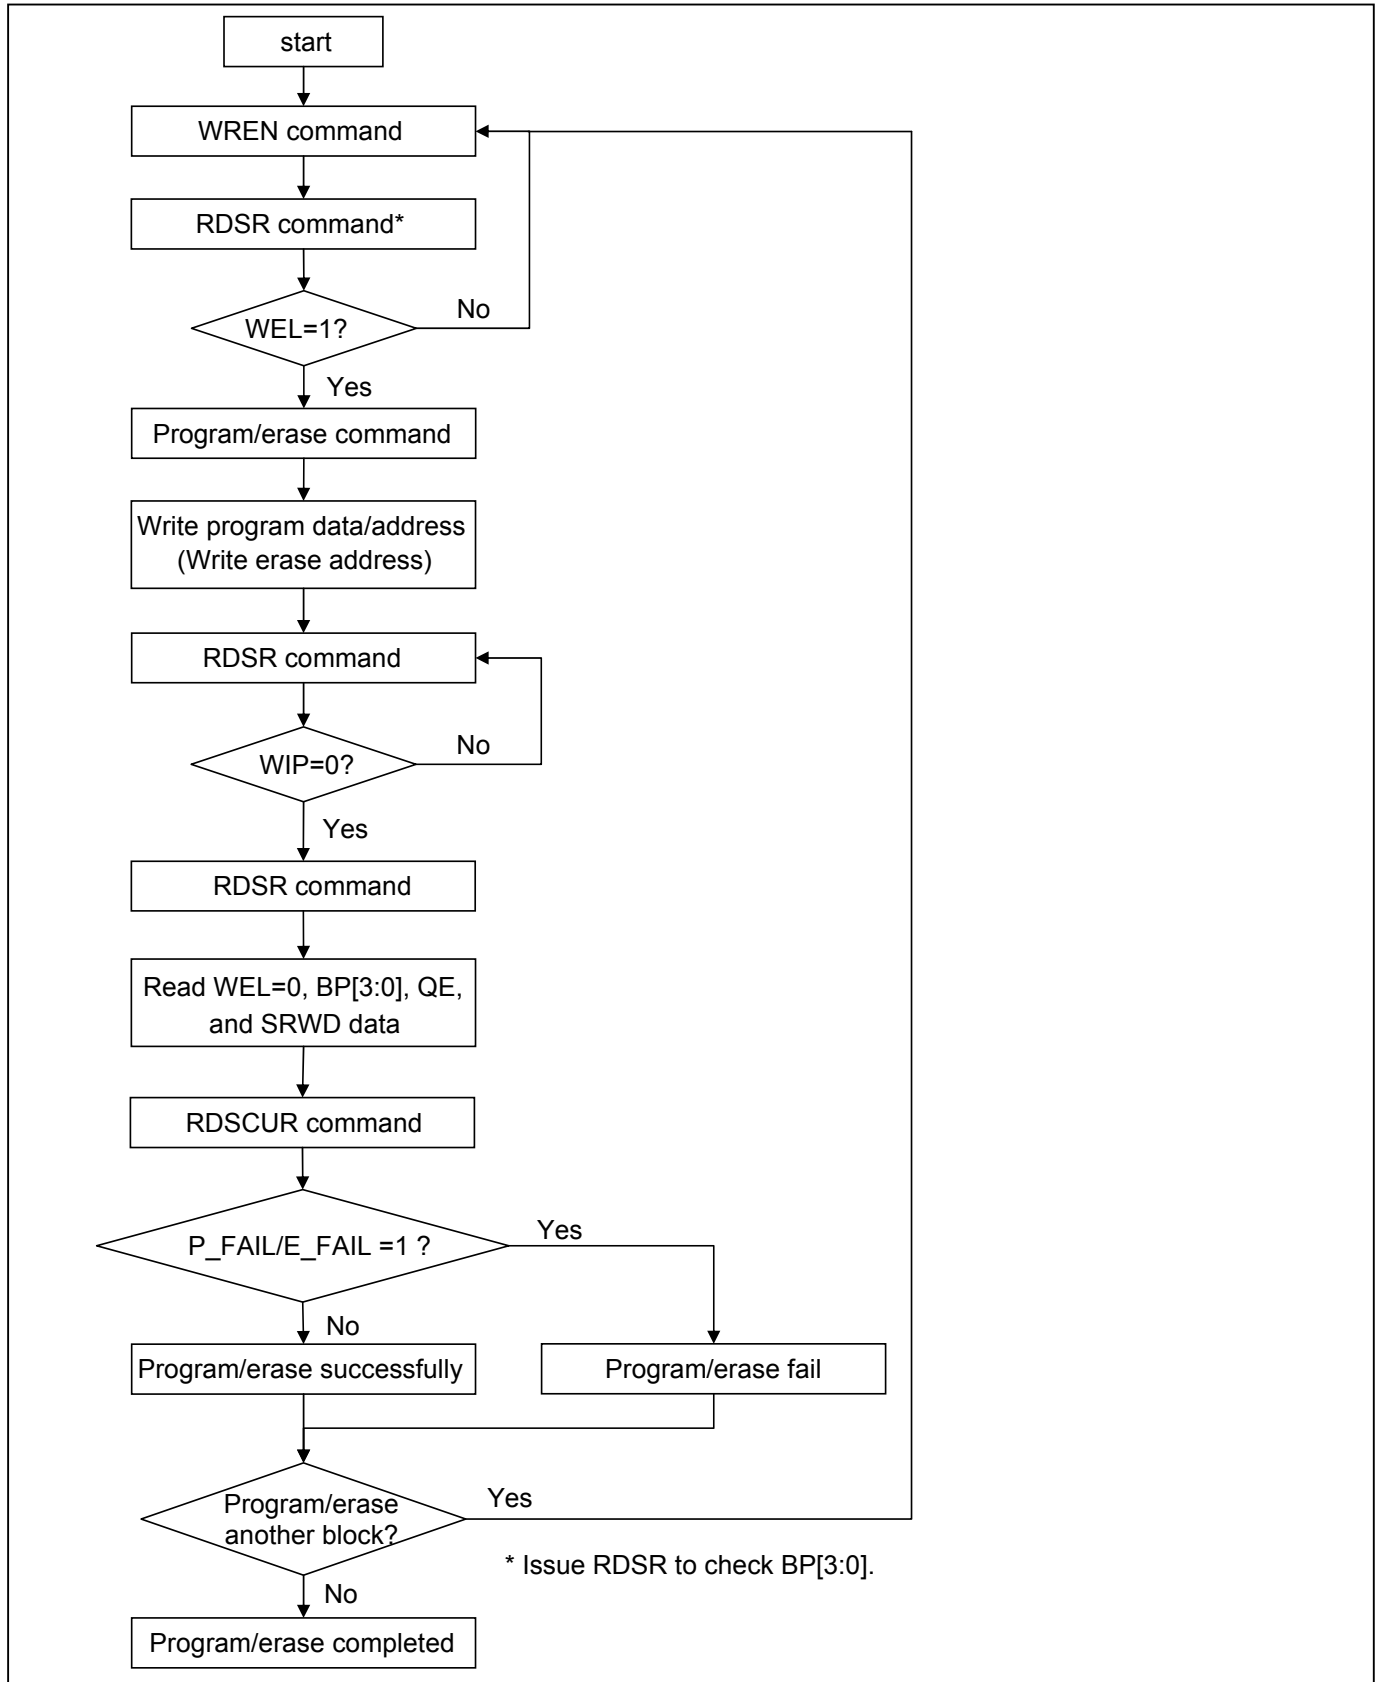 start
WREN command
RDSR command*
WEL=1?
No
Yes
Program/erase command
Write program data/address
(Write erase address)
RDSR command
WIP=0?
No
Yes
RDSR command
Read WEL=0, BP[3:0], QE,
and SRWD data
RDSCUR command
P_FAIL/E_FAIL =1 ?
Yes
No
Program/erase successfully
Program/erase fail
Program/erase
another block?
Yes
* Issue RDSR to check BP[3:0].
No
Program/erase completed